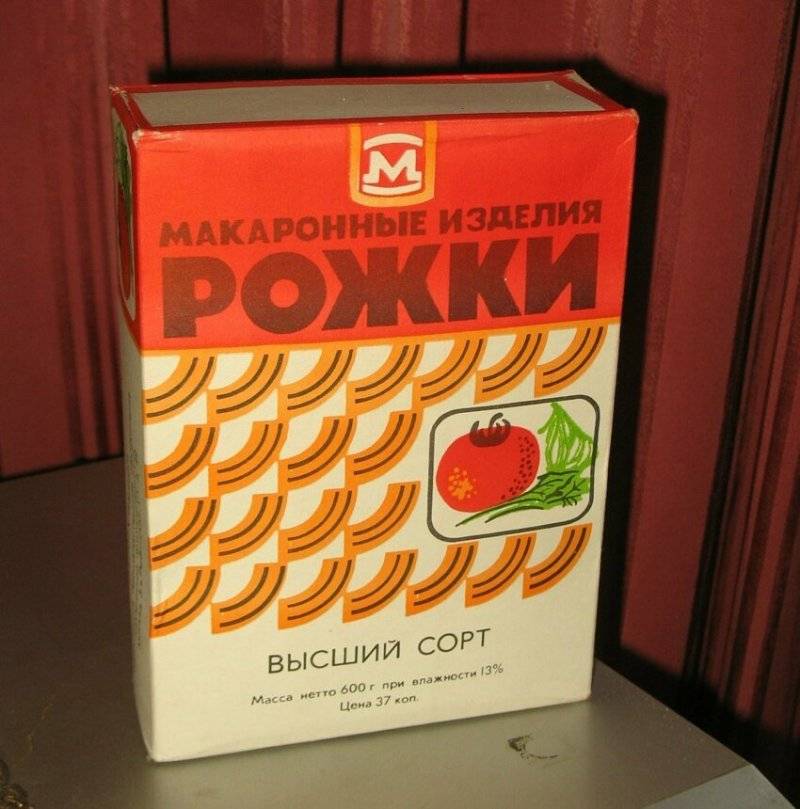 М
МАКАРОННЫЕ ИЗДЕЛИЯ
РОЖКИ
ВЫСШИЙ СОРТ
Масса нетто 600 г при влажности 13%
Цена 37 коп.